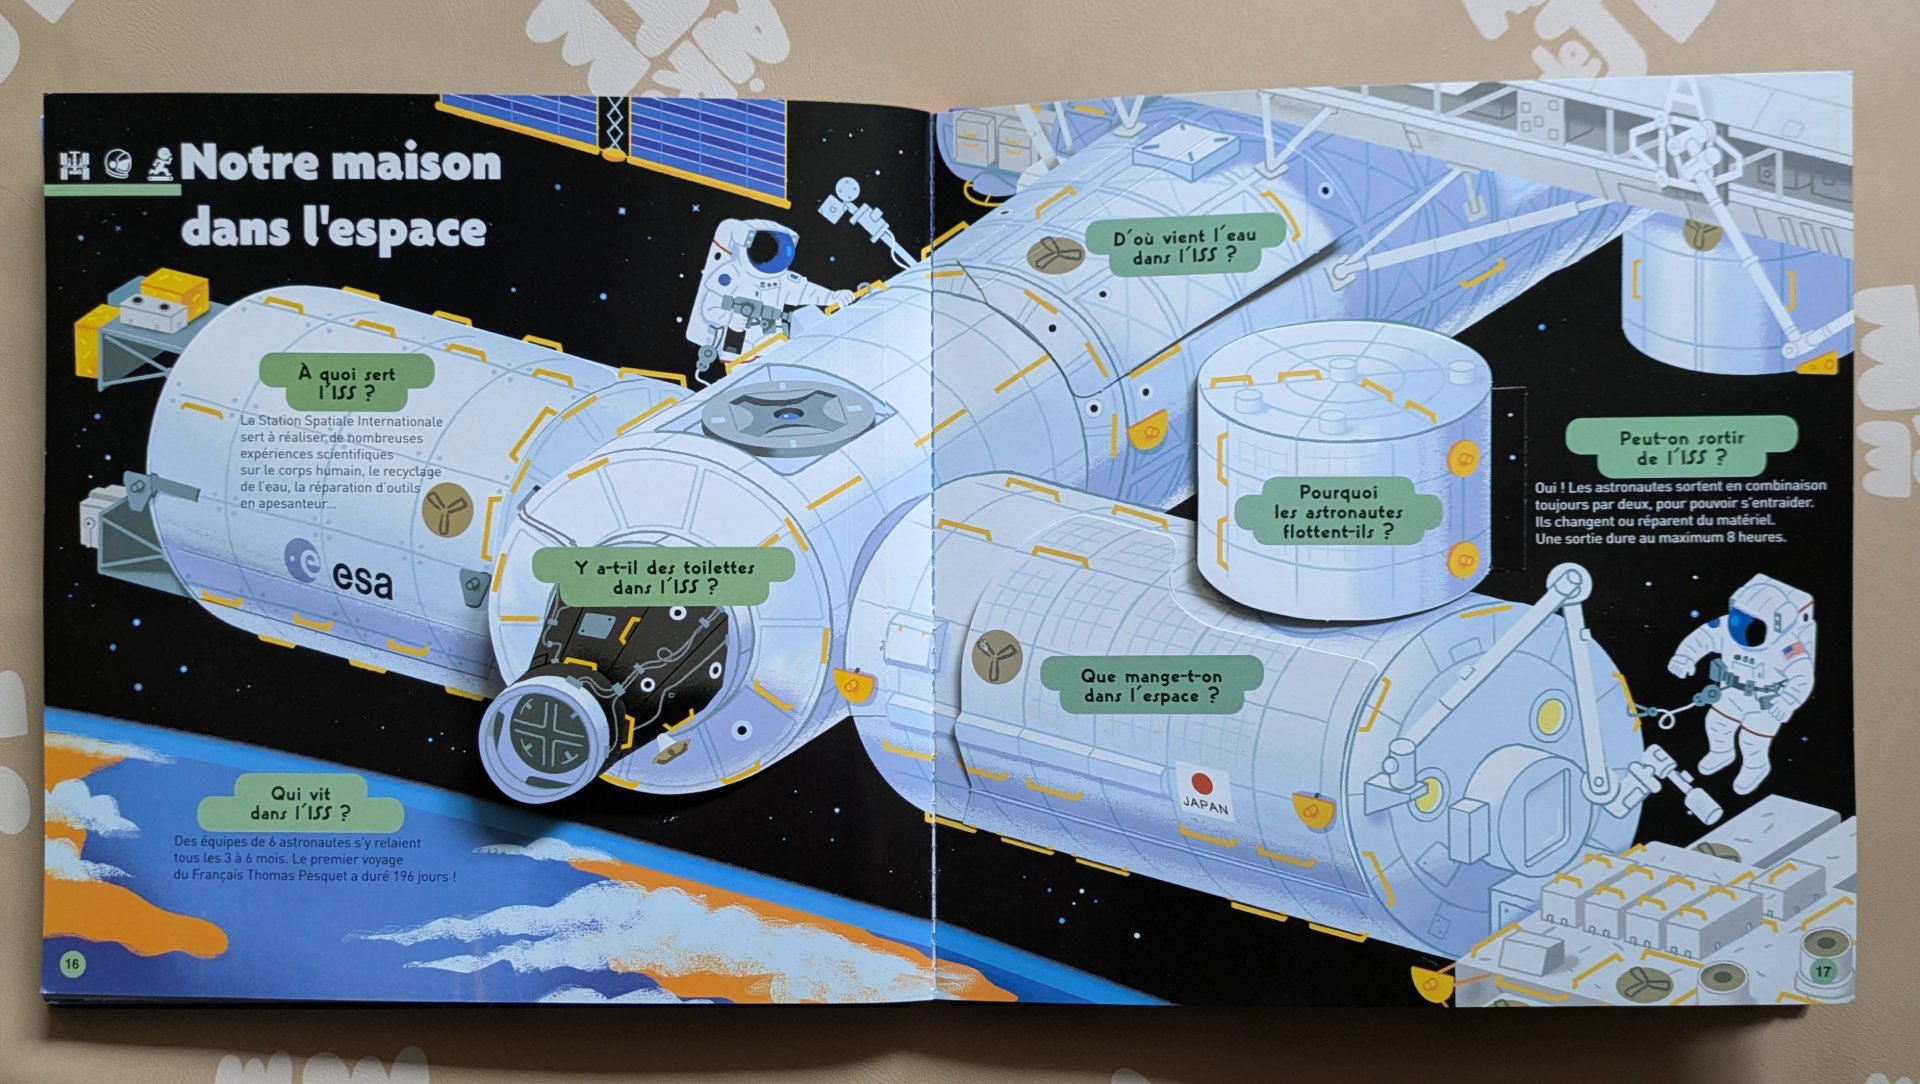 Notre maison
dans l'espace
À quoi sert
l'ISS ?
La Station Spatiale Internationale
sert à réaliser de nombreuses
expériences scientifiques
sur le corps humain, le recyclage
de l'eau, la réparation d'outils
en apesanteur...
esa
Y a-t-il des toilettes
dans l'ISS ?
Qui vit
dans l'ISS ?
Des équipes de 6 astronautes s'y relaient
tous les 3 à 6 mois. Le premier voyage
du Français Thomas Pesquet a duré 196 jours !
16
D'où vient l'eau
dans l'ISS ?
Pourquoi
les astronautes
flottent-ils ?
Peut-on sortir
de l'ISS ?
Oui ! Les astronautes sortent en combinaison
toujours par deux, pour pouvoir s'entraider.
Ils changent ou réparent du matériel.
Une sortie dure au maximum 8 heures.
Que mange-t-on
dans l'espace ?
JAPAN
17